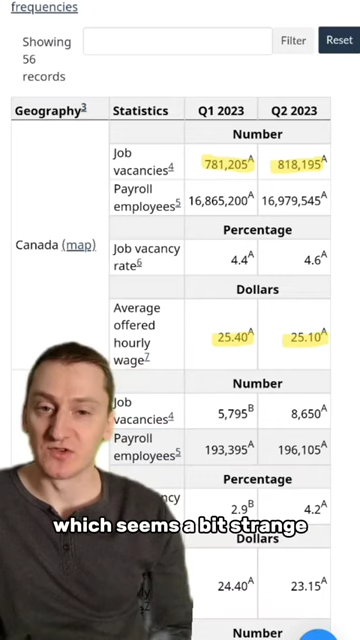 frequencies
Showing
56
records
Filter
Reset
Geography3 Statistics Q1 2023 Q2 2023
Number
Job
vacancies4 781,205A 818,195A
Payroll
employees5 16,865,200A 16,979,545A
Percentage
Canada (map)
Job vacancy
rate6 4.4A 4.6A
Dollars
Average
offered
hourly
wage7 25.40A 25.10A
Number
Job
vacancies4 5,795B 8,650A
Payroll
employees5 193,395A 196,105A
Percentage
2.9B 4.2A
which seems a bit strange
Dollars
24.40A 23.15A
Number